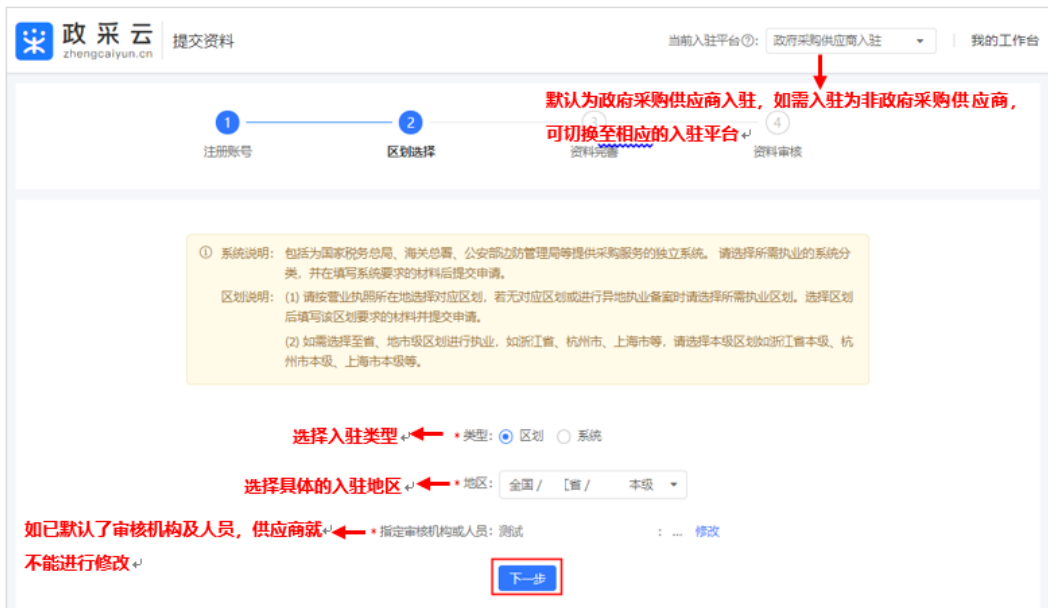 政采云 提交资料 当前入驻平台?: 政府采购供应商入驻 我的工作台
zhengcaiyun.cn
默认为政府采购供应商入驻，如需入驻为非政府采购供应商，
可切换至相应的入驻平台
1 2 3 4
注册账号 区划选择 资料完善 资料审核
系统说明： 包括为国家税务总局、海关总署、公安部边防管理局等提供采购服务的独立系统。 请选择所需执业的系统分
类，并在填写系统要求的材料后提交申请。
区划说明： (1) 请按营业执照所在地选择对应区划，若无对应区划或进行异地执业备案时请选择所需执业区划。选择区划
后填写该区划要求的材料并提交申请。
(2) 如需选择至省、地市级区划进行执业，如浙江省、杭州市、上海市等，请选择本级区划如浙江省本级、杭
州市本级、上海市本级等。
选择入驻类型 * 类型: 区划 系统
选择具体的入驻地区 * 地区: 全国 / [省 / 本级
如已默认了审核机构及人员，供应商就 * 指定审核机构或人员: 测试 : ... 修改
不能进行修改
下一步